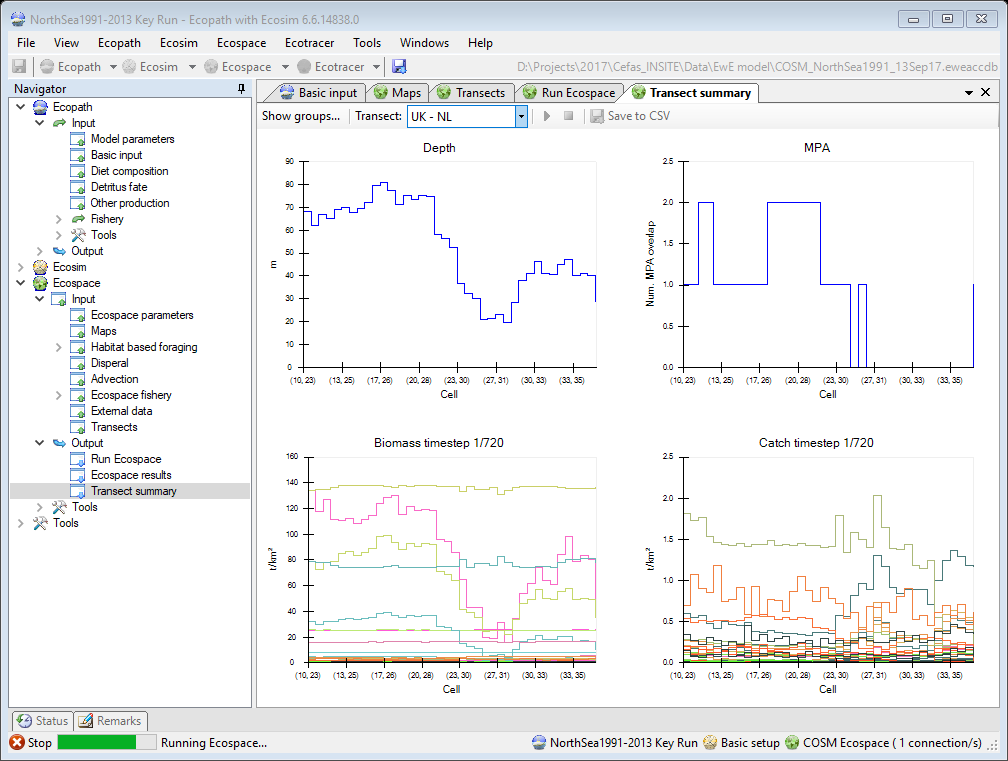 NorthSea1991-2013 Key Run - Ecopath with Ecosim 6.6.14838.0
File View Ecopath Ecosim Ecospace Ecotracer Tools Windows Help
Ecopath Ecosim Ecospace Ecotracer D:\Projects\2017\Cefas_INSITE\Data\EwE model\COSM_NorthSea1991_13Sep17.eweaccdb
Navigator
Ecopath
Input
Model parameters
Basic input
Diet composition
Detritus fate
Other production
Fishery
Tools
Output
Ecosim
Ecospace
Input
Ecospace parameters
Maps
Habitat based foraging
Disperal
Advection
Ecospace fishery
External data
Transects
Output
Run Ecospace
Ecospace results
Transect summary
Tools
Tools
Basic input Maps Transects Run Ecospace Transect summary
Show groups... Transect: UK - NL Save to CSV
Depth
90
80
70
60
50
40
30
20
10
0
m
(10, 23) (13, 25) (17, 26) (20, 28) (23, 30) (27, 31) (30, 33) (33, 35)
Cell
MPA
2.5
2.0
1.5
1.0
0.5
0.0
Num. MPA overlap
(10, 23) (13, 25) (17, 26) (20, 28) (23, 30) (27, 31) (30, 33) (33, 35)
Cell
Biomass timestep 1/720
160
140
120
100
80
60
40
20
0
t/km²
(10, 23) (13, 25) (17, 26) (20, 28) (23, 30) (27, 31) (30, 33) (33, 35)
Cell
Catch timestep 1/720
2.5
2.0
1.5
1.0
0.5
0.0
t/km²
(10, 23) (13, 25) (17, 26) (20, 28) (23, 30) (27, 31) (30, 33) (33, 35)
Cell
Status Remarks
Stop Running Ecospace... NorthSea1991-2013 Key Run Basic setup COSM Ecospace ( 1 connection/s)